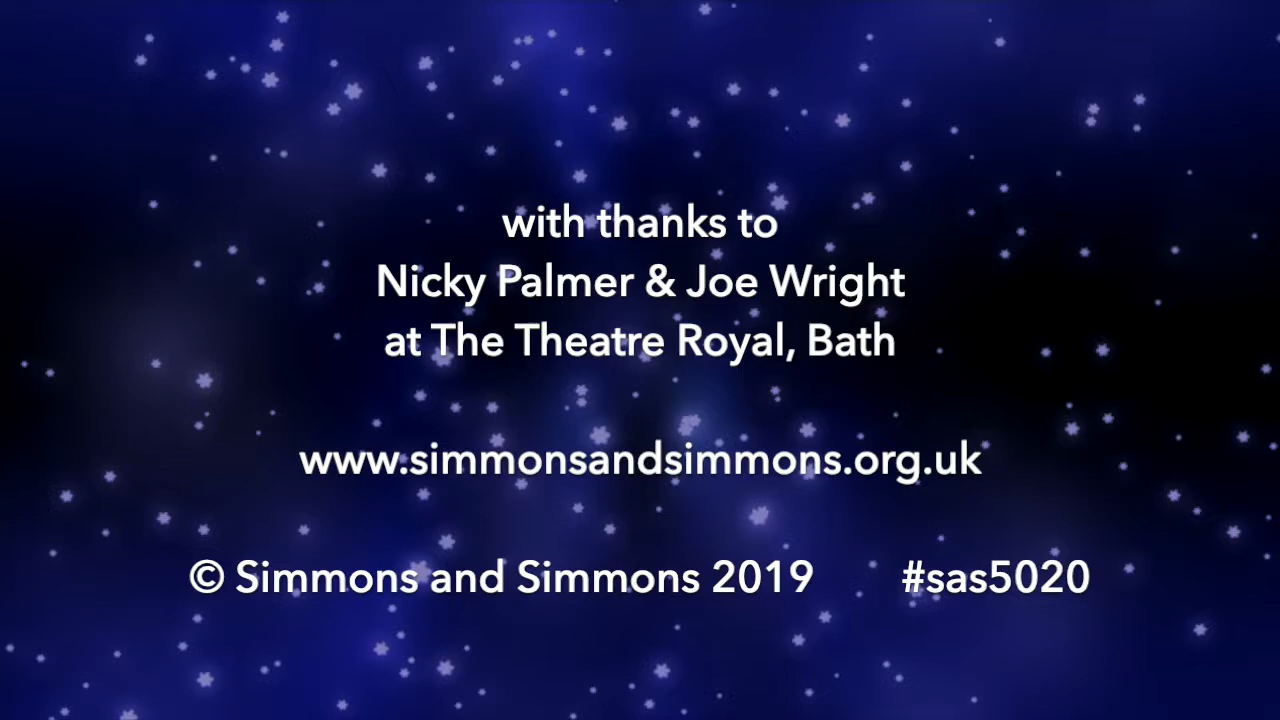 with thanks to
Nicky Palmer & Joe Wright
at The Theatre Royal, Bath
www.simmonsandsimmons.org.uk
© Simmons and Simmons 2019 #sas5020